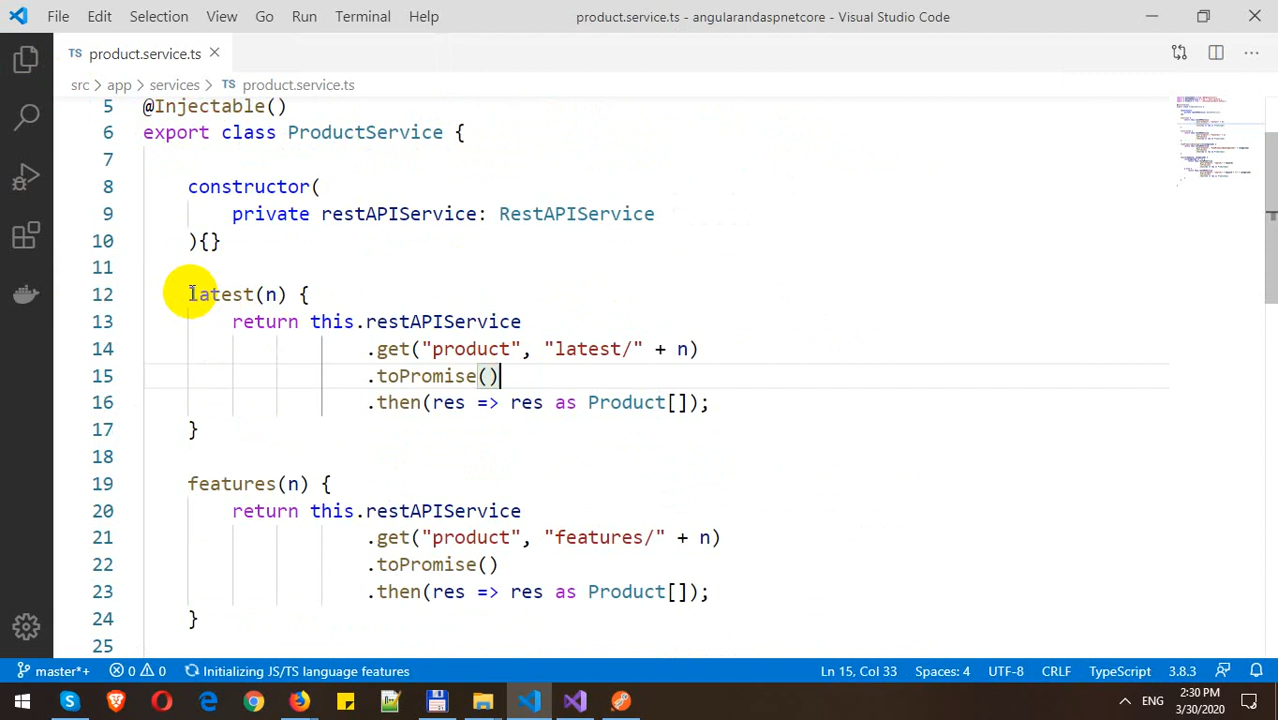 File Edit Selection View Go Run Terminal Help product.service.ts - angularandaspnetcore - Visual Studio Code
TS product.service.ts
src > app > services > TS product.service.ts
5 @Injectable()
6 export class ProductService {
7
8 constructor(
9 private restAPIService: RestAPIService
10 ){}
11
12 latest(n) {
13 return this.restAPIService
14 .get("product", "latest/" + n)
15 .toPromise()
16 .then(res => res as Product[]);
17 }
18
19 features(n) {
20 return this.restAPIService
21 .get("product", "features/" + n)
22 .toPromise()
23 .then(res => res as Product[]);
24 }
25
master*+ 0 0 Initializing JS/TS language features Ln 15, Col 33 Spaces: 4 UTF-8 CRLF TypeScript 3.8.3
ENG 2:30 PM
3/30/2020